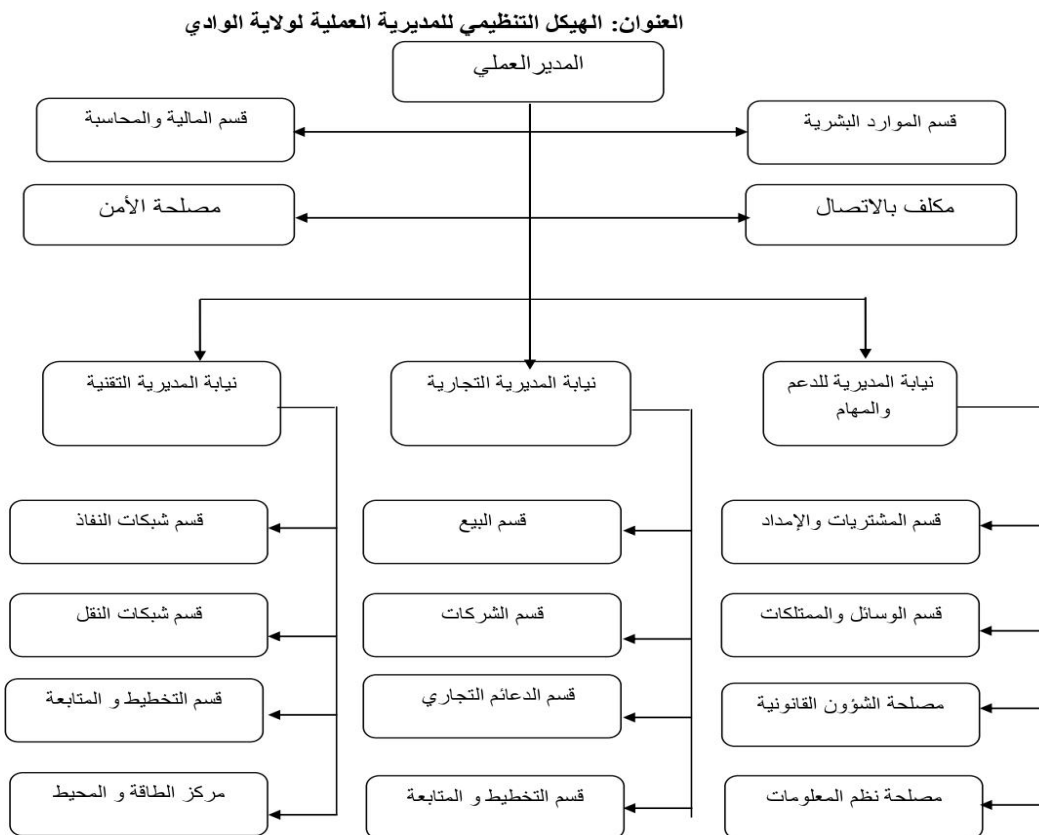 العنوان: الهيكل التنظيمي للمديرية العملية لولاية الوادي
المدير العملي
قسم الموارد البشرية
قسم المالية والمحاسبة
مكلف بالاتصال
مصلحة الأمن
نيابة المديرية للدعم
والمهام
نيابة المديرية التجارية
نيابة المديرية التقنية
قسم المشتريات والإمداد
قسم البيع
قسم شبكات النفاذ
قسم الوسائل والممتلكات
قسم الشركات
قسم شبكات النقل
مصلحة الشؤون القانونية
قسم الدعائم التجاري
قسم التخطيط و المتابعة
مصلحة نظم المعلومات
قسم التخطيط و المتابعة
مركز الطاقة و المحيط